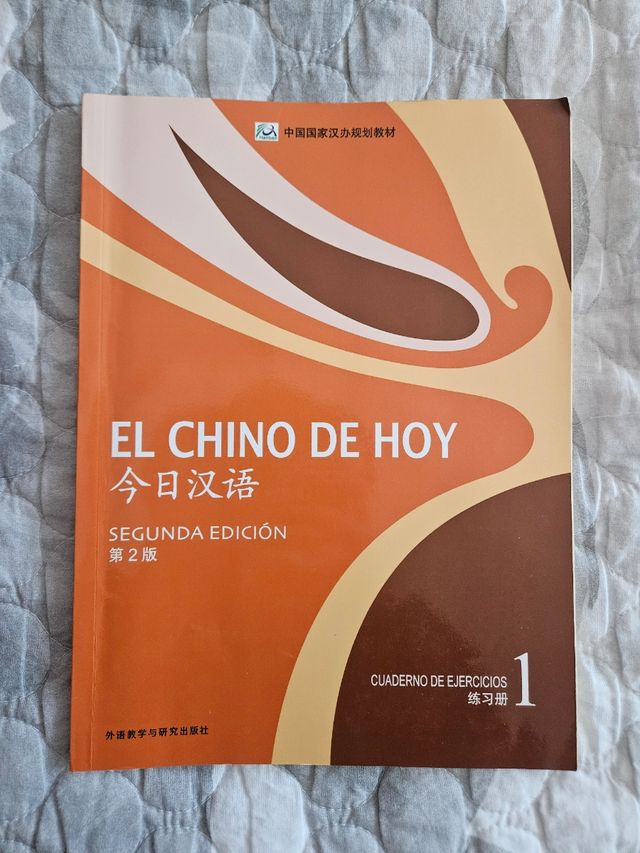 中国国家汉办规划教材
EL CHINO DE HOY
今日汉语
SEGUNDA EDICIÓN
第2版
CUADERNO DE EJERCICIOS 1
练习册
外语教学与研究出版社